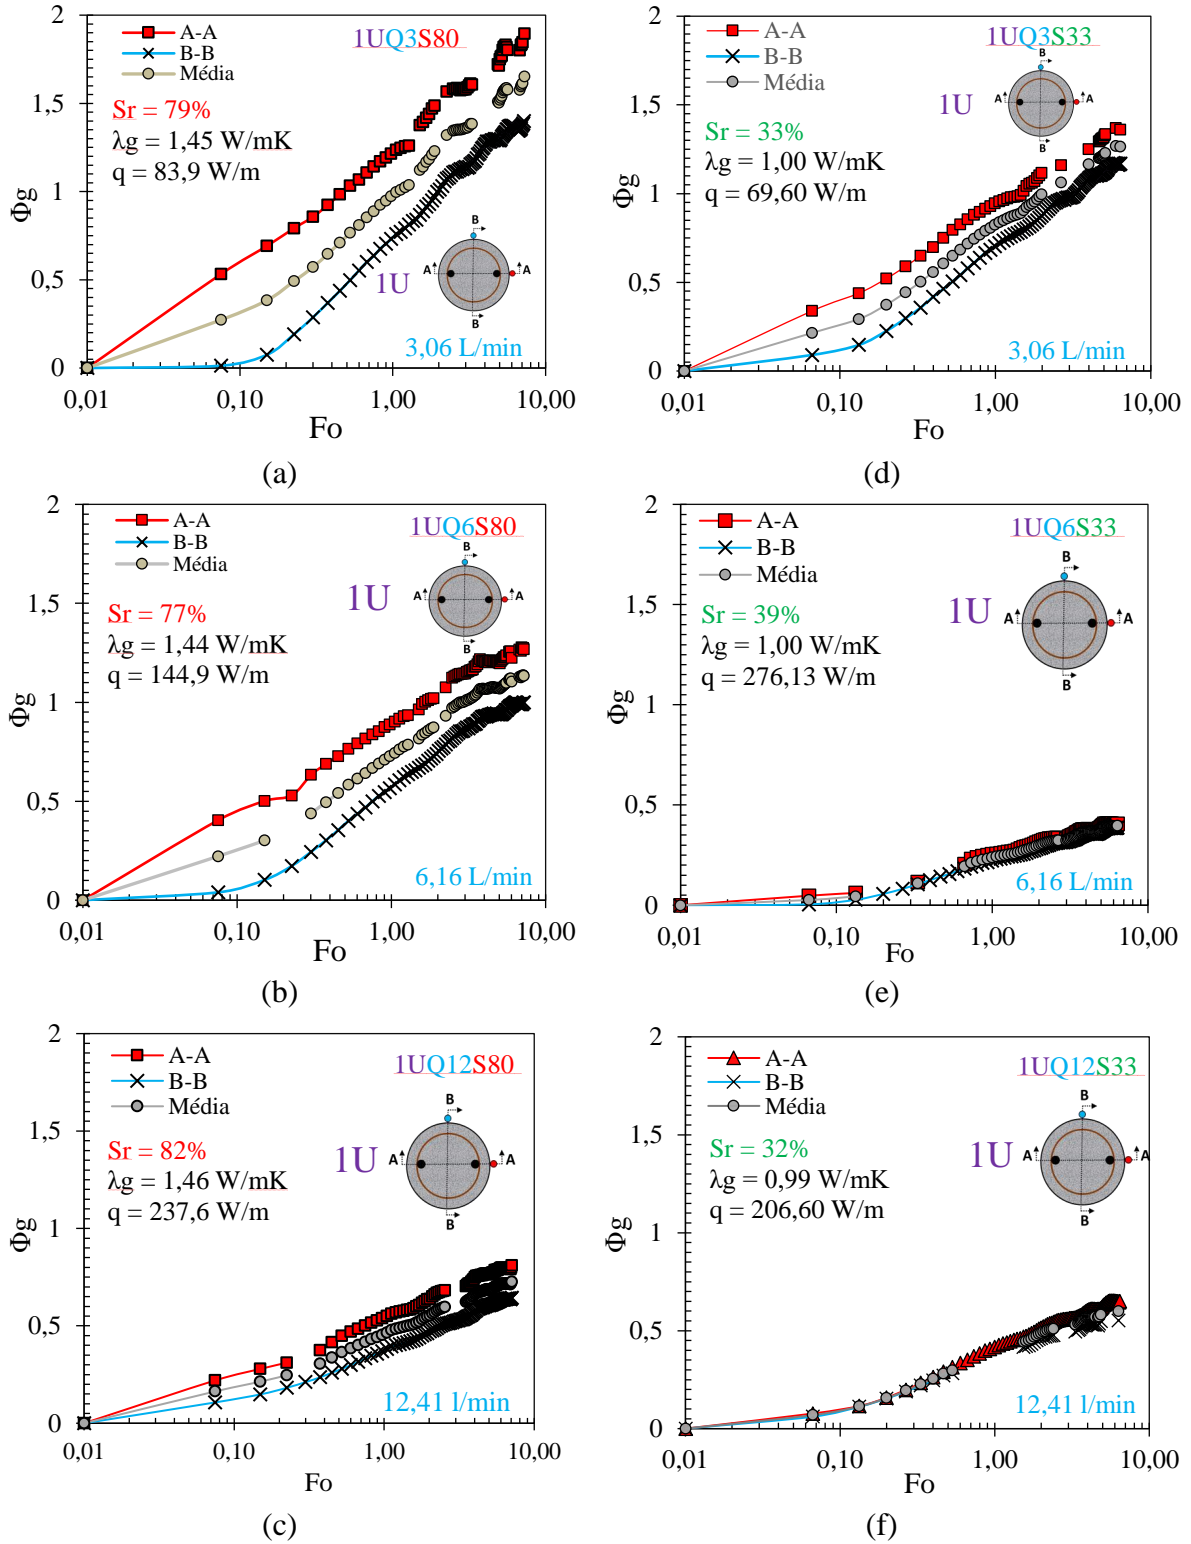 2
1,5
1
0,5
0
Φg
A-A
B-B
Média
1UQ3S80
Sr = 79%
λg = 1,45 W/mK
q = 83,9 W/m
B
A
A
B
1U
3,06 L/min
0,01
0,10
1,00
10,00
Fo
(a)
2
1,5
1
0,5
0
Φg
A-A
B-B
Média
1UQ3S33
B
A
A
B
1U
Sr = 33%
λg = 1,00 W/mK
q = 69,60 W/m
3,06 L/min
0,01
0,10
1,00
10,00
Fo
(d)
2
1,5
1
0,5
0
Φg
A-A
B-B
Média
1UQ6S80
B
A
A
B
1U
Sr = 77%
λg = 1,44 W/mK
q = 144,9 W/m
6,16 L/min
0,01
0,10
1,00
10,00
Fo
(b)
2
1,5
1
0,5
0
Φg
A-A
B-B
Média
1UQ6S33
B
A
A
B
1U
Sr = 39%
λg = 1,00 W/mK
q = 276,13 W/m
6,16 L/min
0,01
0,10
1,00
10,00
Fo
(e)
2
1,5
1
0,5
0
Φg
A-A
B-B
Média
1UQ12S80
B
A
A
B
1U
Sr = 82%
λg = 1,46 W/mK
q = 237,6 W/m
12,41 l/min
0,01
0,10
1,00
10,00
Fo
(c)
2
1,5
1
0,5
0
Φg
A-A
B-B
Média
1UQ12S33
B
A
A
B
1U
Sr = 32%
λg = 0,99 W/mK
q = 206,60 W/m
12,41 l/min
0,01
0,10
1,00
10,00
Fo
(f)